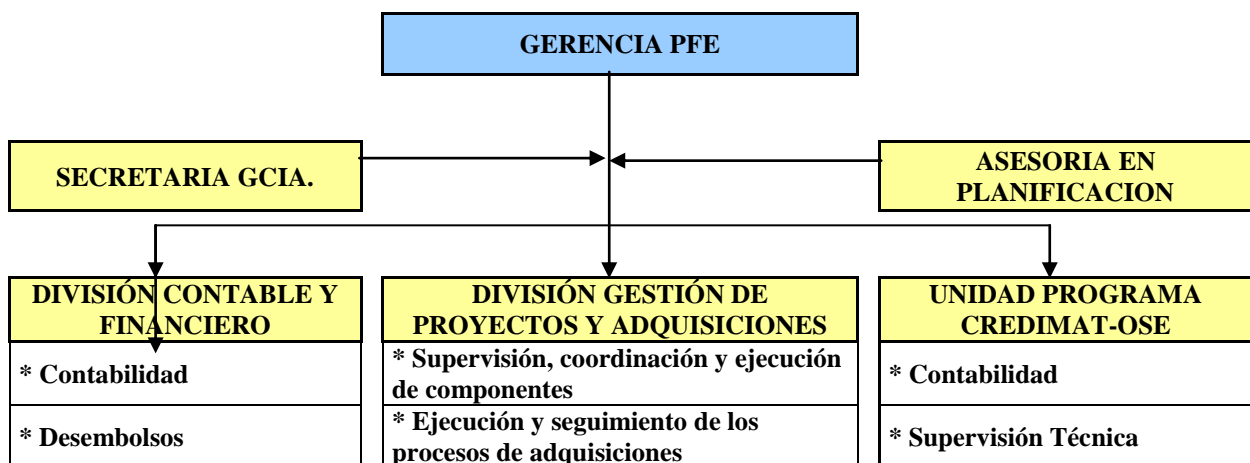 GERENCIA PFE
SECRETARIA GCIA.
ASESORIA EN
PLANIFICACION
DIVISIÓN CONTABLE Y
FINANCIERO
* Contabilidad
* Desembolsos
DIVISIÓN GESTIÓN DE
PROYECTOS Y ADQUISICIONES
* Supervisión, coordinación y ejecución
de componentes
* Ejecución y seguimiento de los
procesos de adquisiciones
UNIDAD PROGRAMA
CREDIMAT-OSE
* Contabilidad
* Supervisión Técnica